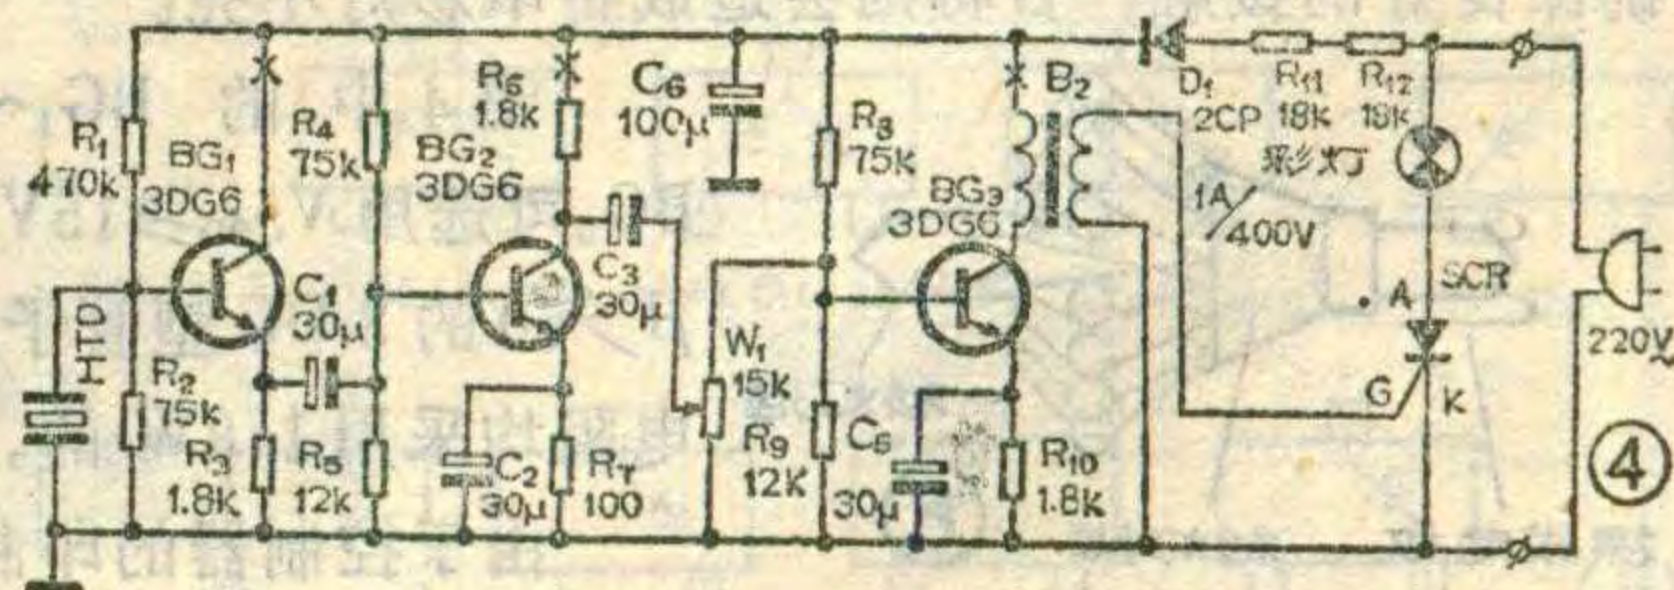 R₁
470k
BG₁
3DG6
HTD
R₂
75k
R₃
1.8k
C₁
30μ
R₄
75k
R₅
12k
BG₂
3DG6
R₆
1.8k
C₂
30μ
R₇
100
C₃
30μ
C₆
100μ
W₁
15k
R₈
75k
R₉
12k
BG₃
3DG6
C₅
30μ
R₁₀
1.8k
B₂
D₁
2CP
R₁₁
18k
R₁₂
18k
彩灯
1A/400V
SCR
A
G
K
220V~
④